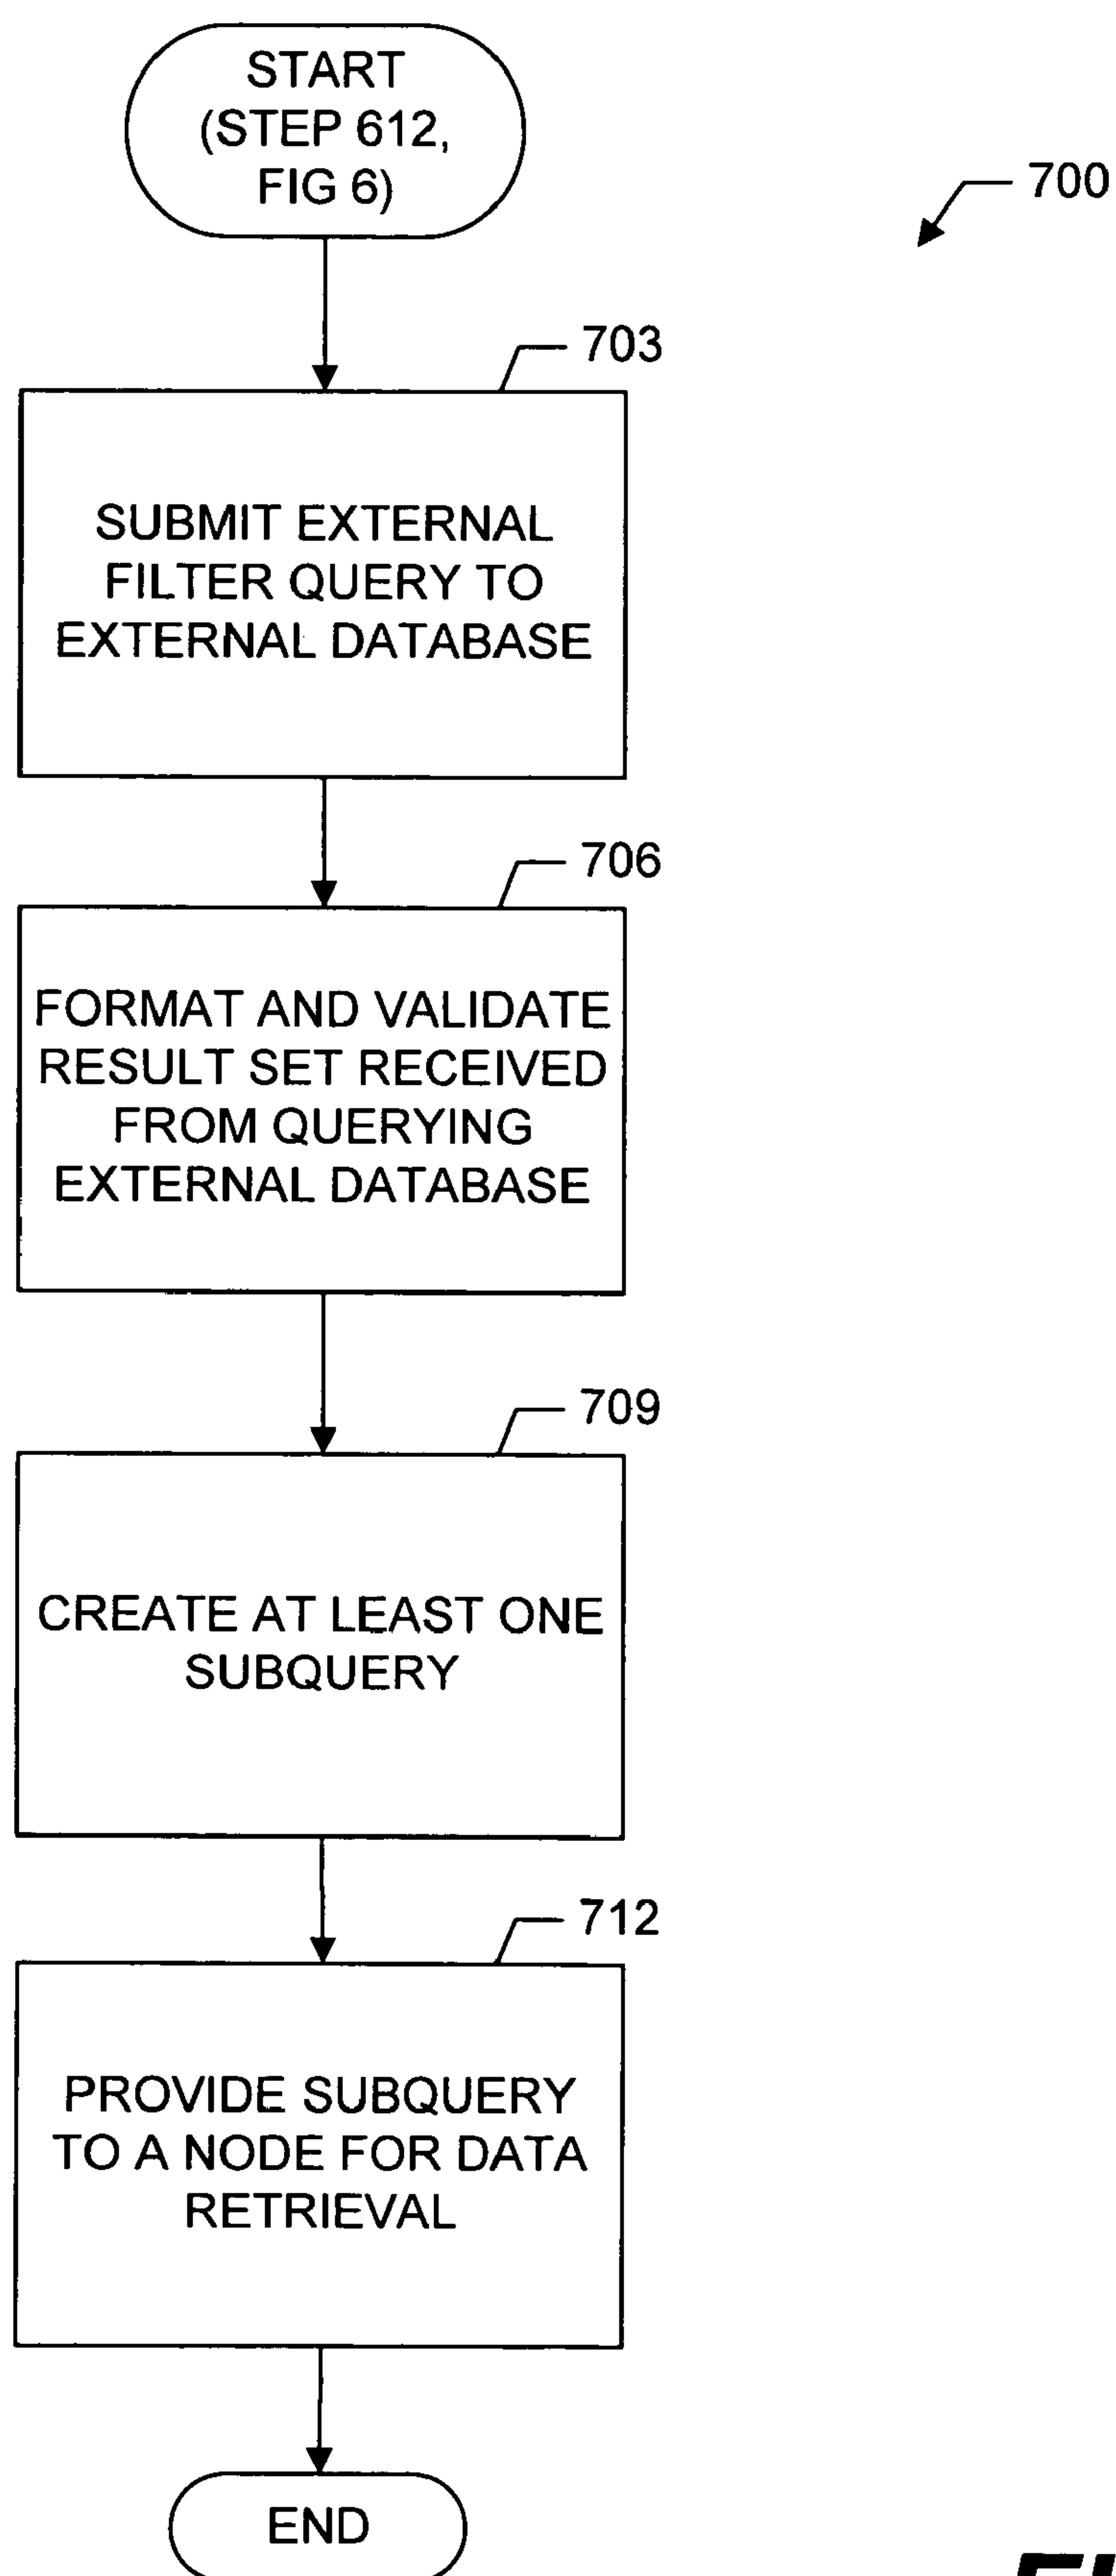 START
(STEP 612,
FIG 6)
700
703
SUBMIT EXTERNAL
FILTER QUERY TO
EXTERNAL DATABASE
706
FORMAT AND VALIDATE
RESULT SET RECEIVED
FROM QUERYING
EXTERNAL DATABASE
709
CREATE AT LEAST ONE
SUBQUERY
712
PROVIDE SUBQUERY
TO A NODE FOR DATA
RETRIEVAL
END